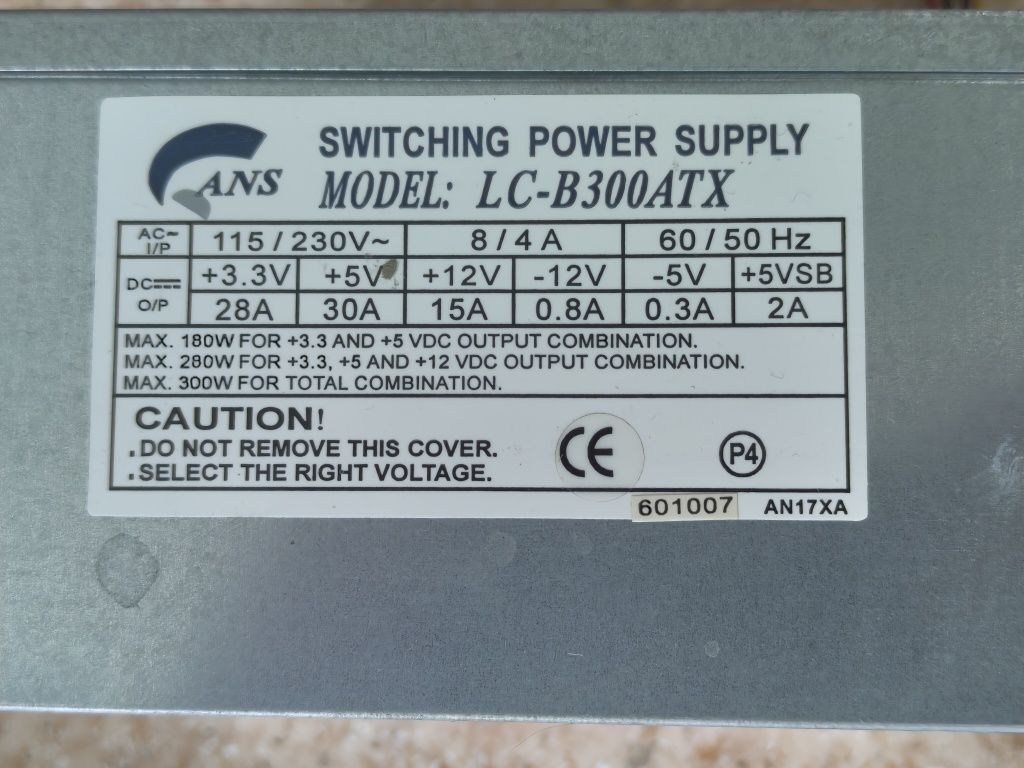 ANS
SWITCHING POWER SUPPLY
MODEL: LC-B300ATX
AC~ I/P 115 / 230V~ 8 / 4 A 60 / 50 Hz
DC O/P +3.3V +5V +12V -12V -5V +5VSB
28A 30A 15A 0.8A 0.3A 2A
MAX. 180W FOR +3.3 AND +5 VDC OUTPUT COMBINATION.
MAX. 280W FOR +3.3, +5 AND +12 VDC OUTPUT COMBINATION.
MAX. 300W FOR TOTAL COMBINATION.
CAUTION!
.DO NOT REMOVE THIS COVER.
.SELECT THE RIGHT VOLTAGE.
CE
P4
601007
AN17XA